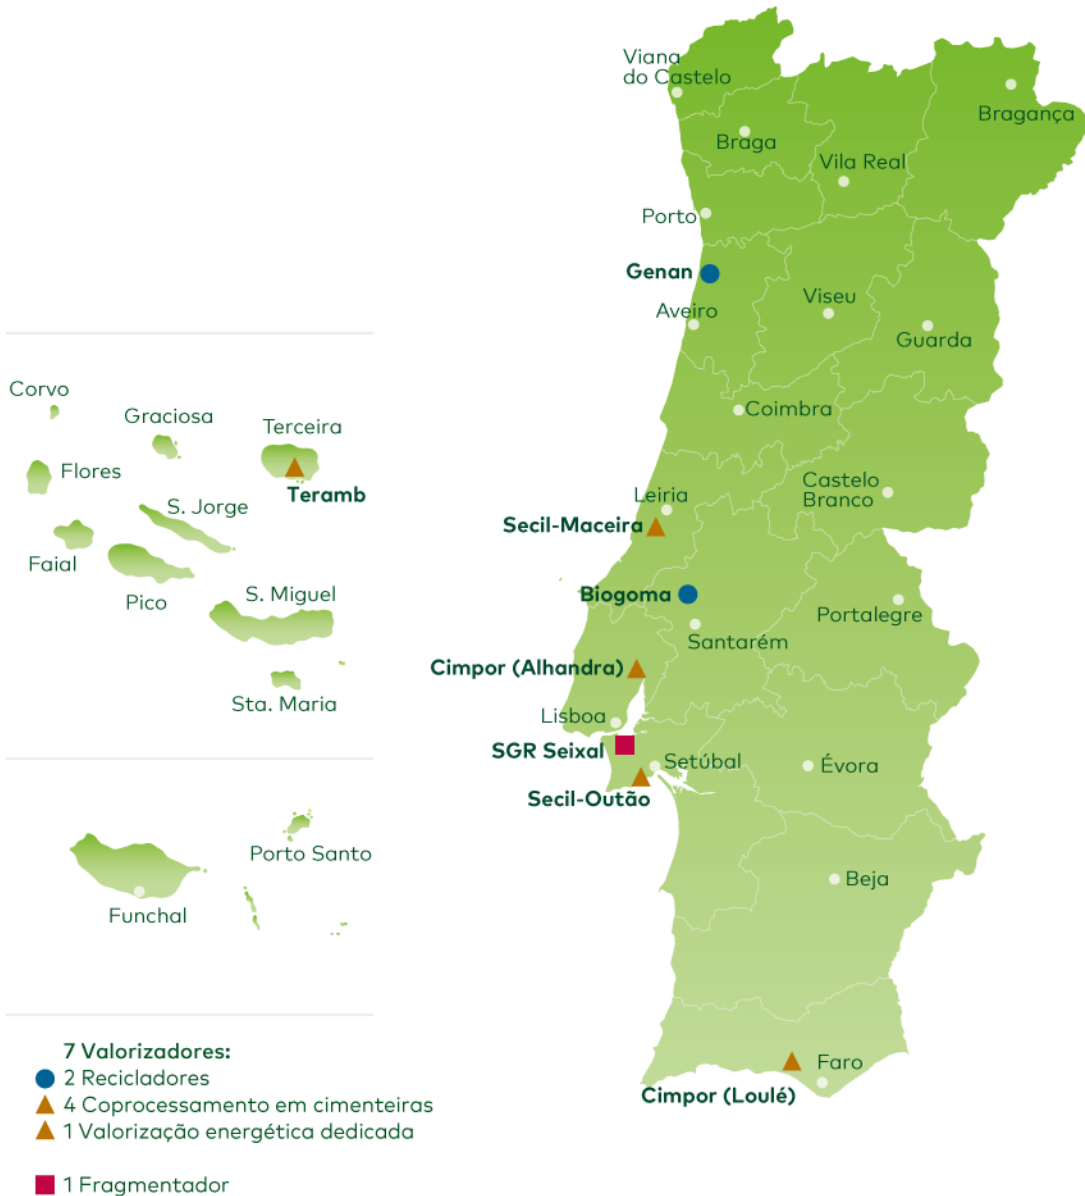 Viana
do Castelo
Bragança
Braga
Vila Real
Porto
Genan
Viseu
Aveiro
Guarda
Corvo
Graciosa
Coimbra
Terceira
Flores
Castelo
Branco
Teramb
Leiria
S. Jorge
Secil-Maceira
Faial
S. Miguel
Biogoma
Pico
Portalegre
Santarém
Cimpor (Alhandra)
Sta. Maria
Lisboa
SGR Seixal
Setúbal
Évora
Secil-Outão
Porto Santo
Beja
Funchal
7 Valorizadores:
2 Recicladores
4 Coprocessamento em cimenteiras
1 Valorização energética dedicada
1 Fragmentador
Faro
Cimpor (Loulé)